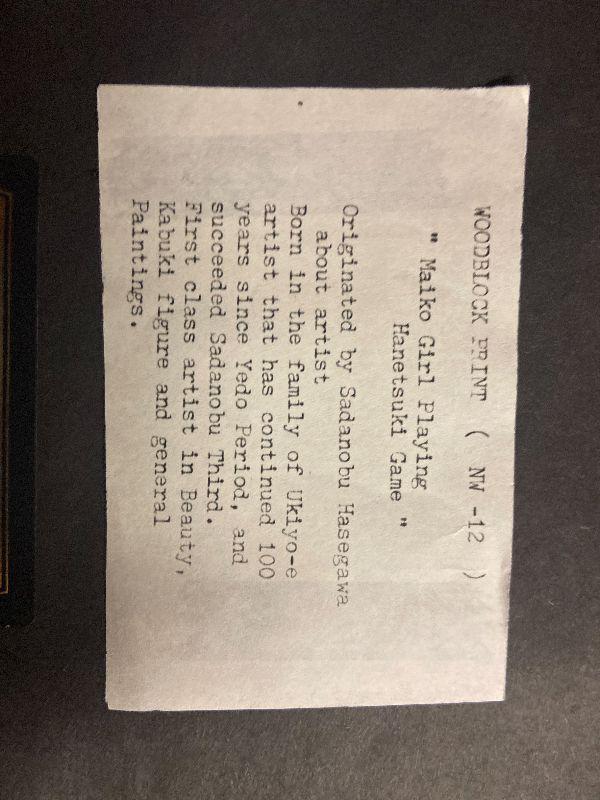 WOODBLOCK PRINT ( NW -12 )
" Maiko Girl Playing
Hanetsuki Game "
Originated by Sadanobu Hasegawa
about artist
Born in the family of Ukiyo-e
artist that has continued 100
years since Yedo Period, and
succeeded Sadanobu Third.
First class artist in Beauty,
Kabuki figure and general
Paintings.